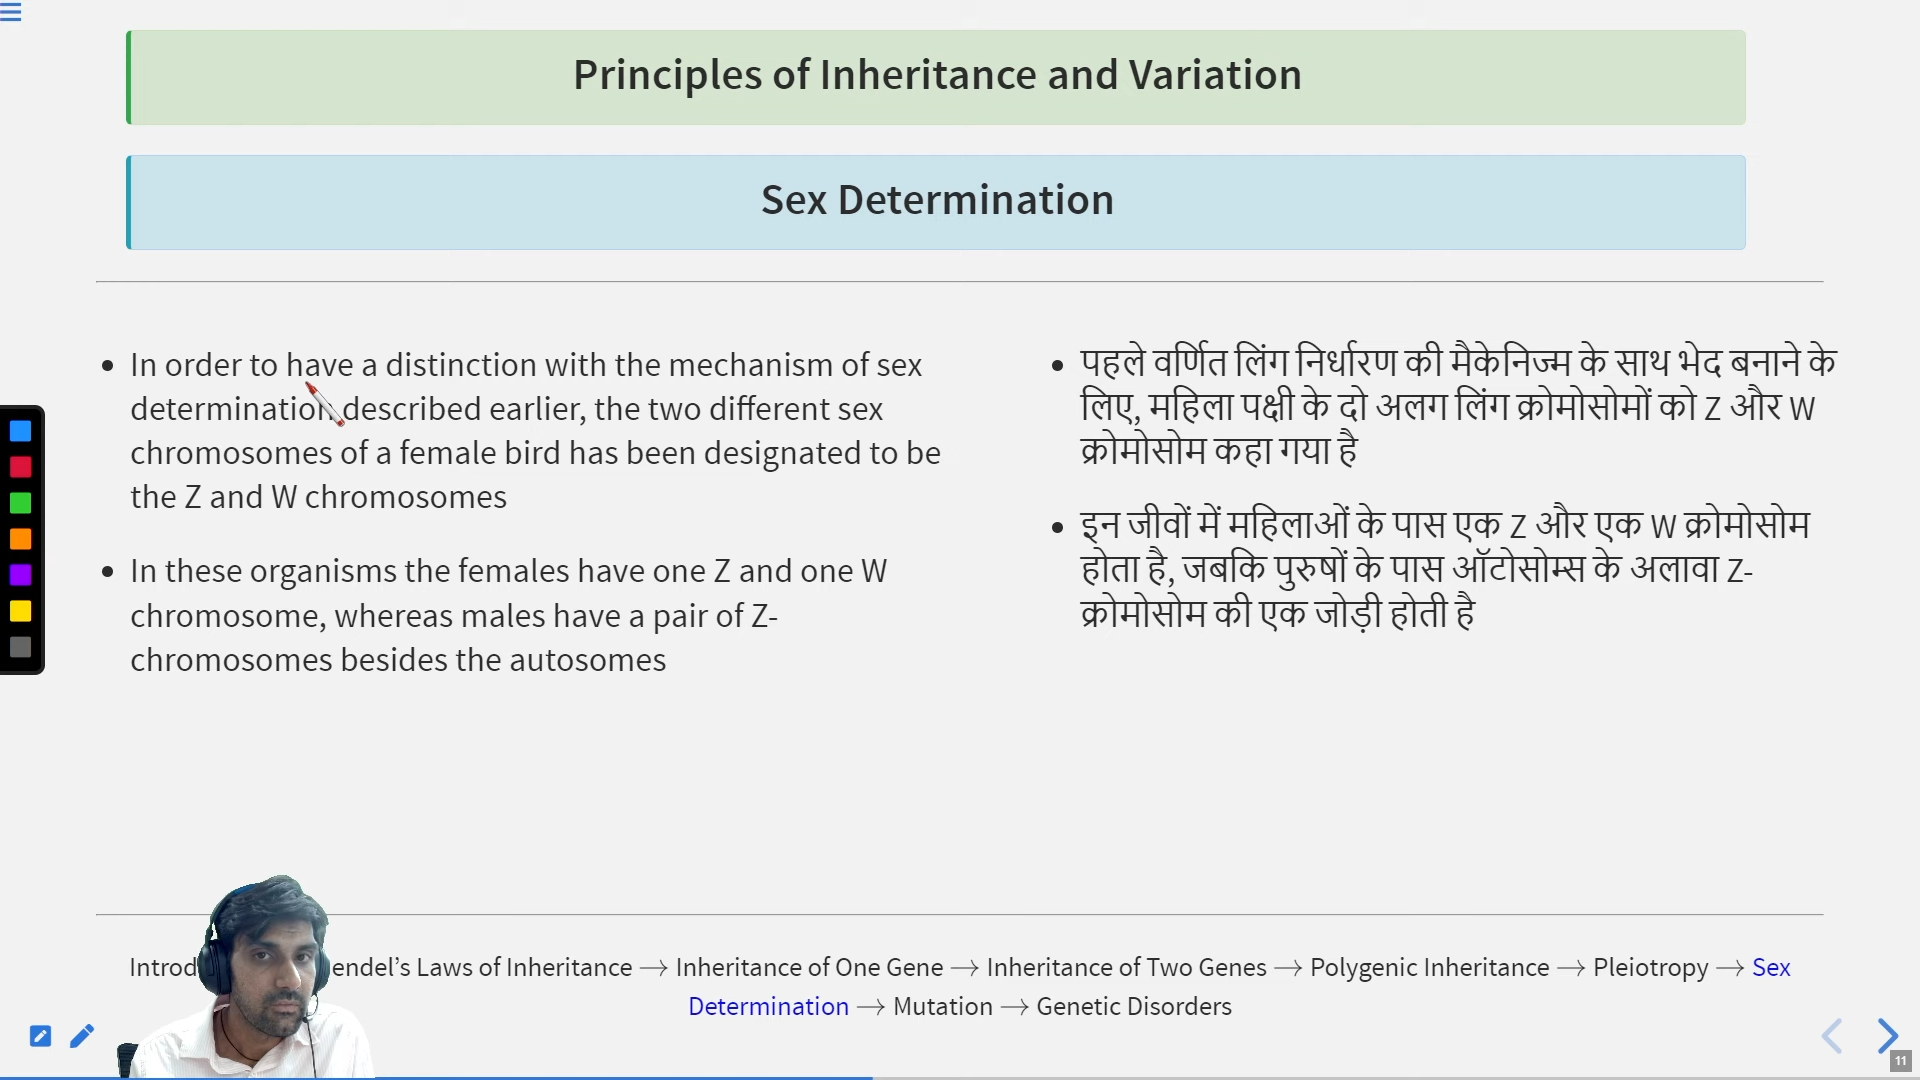 Principles of Inheritance and Variation
Sex Determination
• In order to have a distinction with the mechanism of sex
determination described earlier, the two different sex
chromosomes of a female bird has been designated to be
the Z and W chromosomes
• In these organisms the females have one Z and one W
chromosome, whereas males have a pair of Z-
chromosomes besides the autosomes
• पहले वर्णित लिंग निर्धारण की मैकेनिज्म के साथ भेद बनाने के
लिए, महिला पक्षी के दो अलग लिंग क्रोमोसोमों को Z और W
क्रोमोसोम कहा गया है
• इन जीवों में महिलाओं के पास एक Z और एक W क्रोमोसोम
होता है, जबकि पुरुषों के पास ऑटोसोम्स के अलावा Z-
क्रोमोसोम की एक जोड़ी होती है
Laws of Inheritance → Inheritance of One Gene → Inheritance of Two Genes → Polygenic Inheritance → Pleiotropy → Sex
Determination → Mutation → Genetic Disorders
11